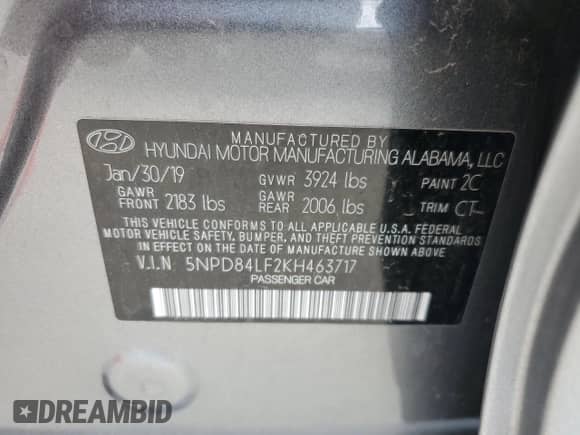 MANUFACTURED BY
HYUNDAI MOTOR MANUFACTURING ALABAMA, LLC
Jan/30/19 GVWR 3924 lbs PAINT 2C
GAWR FRONT 2183 lbs GAWR REAR 2006 lbs TRIM CT
THIS VEHICLE CONFORMS TO ALL APPLICABLE U.S.A. FEDERAL
MOTOR VEHICLE SAFETY, BUMPER, AND THEFT PREVENTION STANDARDS
IN EFFECT ON THE DATE OF MANUFACTURE SHOWN ABOVE.
V.I.N 5NPD84LF2KH463717
PASSENGER CAR
DREAMBID